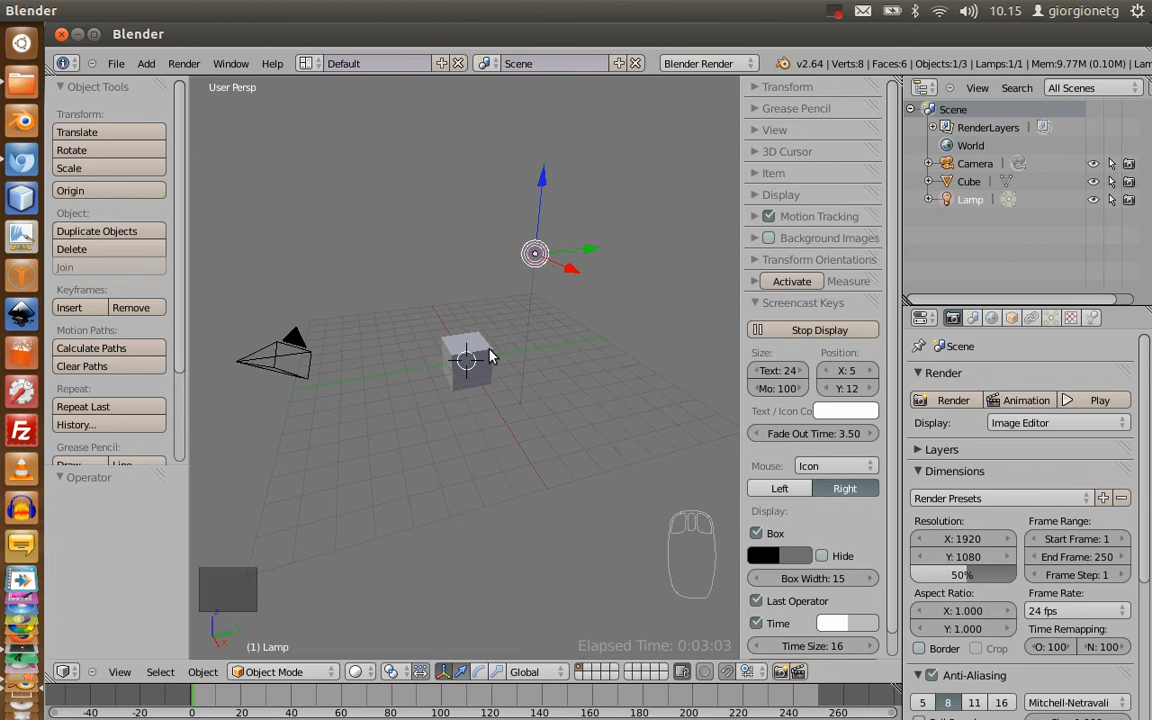 Blender
10.15
giorgionetg
Blender
File
Add
Render
Window
Help
Default
Scene
Blender Render
v2.64 | Verts:8 | Faces:6 | Objects:1/3 | Lamps:1/1 | Mem:9.77M (0.10M) | Lam
Object Tools
Transform:
Translate
Rotate
Scale
Origin
Object:
Duplicate Objects
Delete
Join
Keyframes:
Insert
Remove
Motion Paths:
Calculate Paths
Clear Paths
Repeat:
Repeat Last
History...
Grease Pencil:
Draw
Line
Operator
User Persp
(1) Lamp
Elapsed Time: 0:03:03
Transform
Grease Pencil
View
3D Cursor
Item
Display
Motion Tracking
Background Images
Transform Orientations
Activate
Measure
Screencast Keys
Stop Display
Size:
Position:
Text: 24
X: 5
Mo: 100
Y: 12
Text / Icon Co
Fade Out Time: 3.50
Mouse:
Icon
Left
Right
Display:
Box
Hide
Box Width: 15
Last Operator
Time
Time Size: 16
View
Search
All Scenes
Scene
RenderLayers
World
Camera
Cube
Lamp
Scene
Render
Render
Animation
Play
Display:
Image Editor
Layers
Dimensions
Render Presets
Resolution:
Frame Range:
X: 1920
Start Frame: 1
Y: 1080
End Frame: 250
50%
Frame Step: 1
Aspect Ratio:
Frame Rate:
X: 1.000
24 fps
Y: 1.000
Time Remapping:
Border
Crop
O: 100
N: 100
Anti-Aliasing
5
8
11
16
Mitchell-Netravali
View
Select
Object
Object Mode
Global
-40
-20
0
20
40
60
80
100
120
140
160
180
200
220
240
260